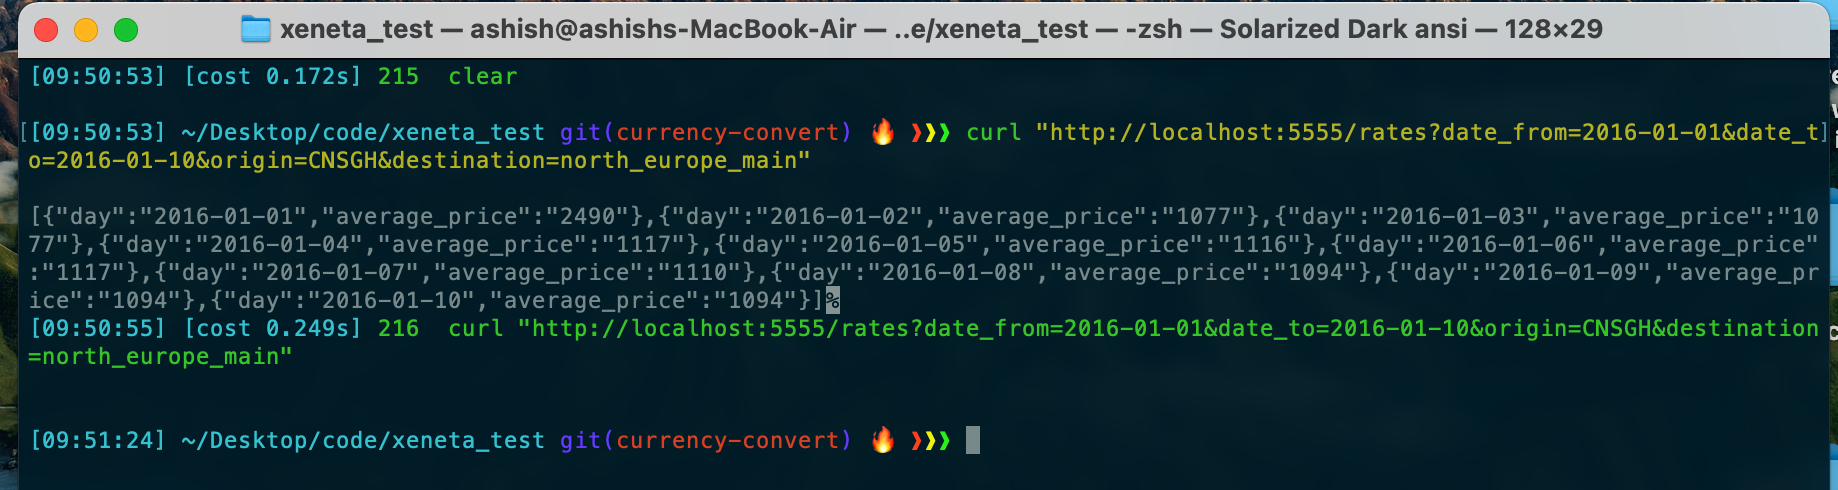 xeneta_test — ashish@ashishs-MacBook-Air — ..e/xeneta_test — -zsh — Solarized Dark ansi — 128×29
[09:50:53] [cost 0.172s] 215  clear
[[09:50:53] ~/Desktop/code/xeneta_test git(currency-convert) 🔥 ❯❯❯ curl "http://localhost:5555/rates?date_from=2016-01-01&date_t]
o=2016-01-10&origin=CNSGH&destination=north_europe_main"
[{"day":"2016-01-01","average_price":"2490"},{"day":"2016-01-02","average_price":"1077"},{"day":"2016-01-03","average_price":"10
77"},{"day":"2016-01-04","average_price":"1117"},{"day":"2016-01-05","average_price":"1116"},{"day":"2016-01-06","average_price"
:"1117"},{"day":"2016-01-07","average_price":"1110"},{"day":"2016-01-08","average_price":"1094"},{"day":"2016-01-09","average_pr
ice":"1094"},{"day":"2016-01-10","average_price":"1094"}]%
[09:50:55] [cost 0.249s] 216  curl "http://localhost:5555/rates?date_from=2016-01-01&date_to=2016-01-10&origin=CNSGH&destination
=north_europe_main"
[09:51:24] ~/Desktop/code/xeneta_test git(currency-convert) 🔥 ❯❯❯